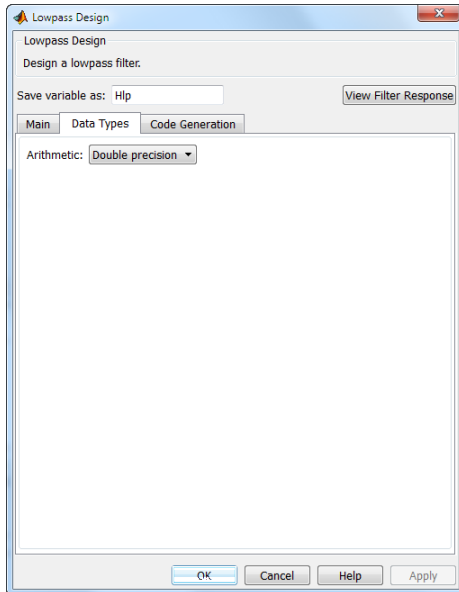 Lowpass Design
Lowpass Design
Design a lowpass filter.
Save variable as: Hlp View Filter Response
Main Data Types Code Generation
Arithmetic: Double precision
OK Cancel Help Apply